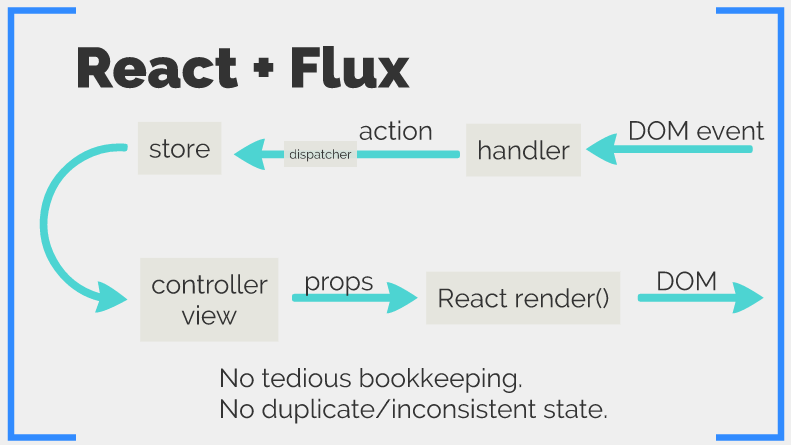 React + Flux
action
DOM event
store
dispatcher
handler
controller
view
props
React render()
DOM
No tedious bookkeeping.
No duplicate/inconsistent state.